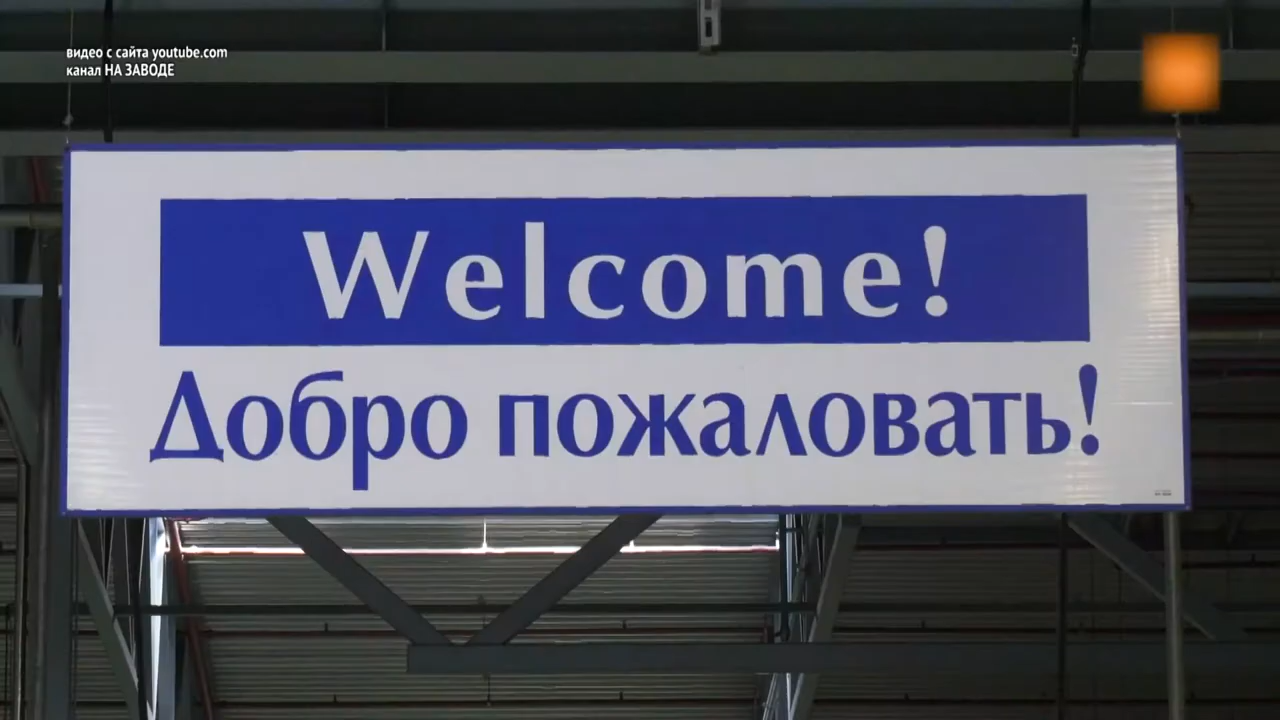 видео с сайта youtube.com
канал НА ЗАВОДЕ
Welcome!
Добро пожаловать!